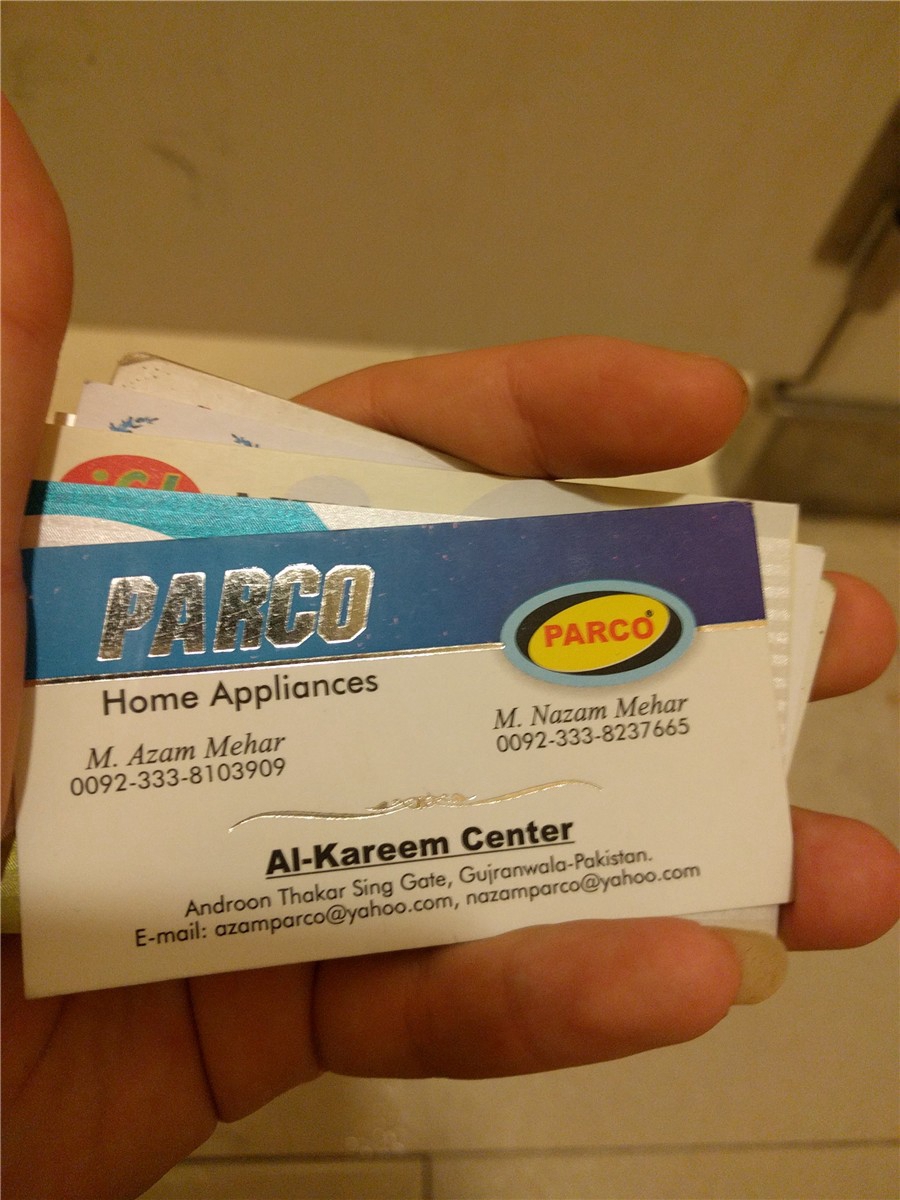 PARCO
PARCO
Home Appliances
M. Azam Mehar
0092-333-8103909
M. Nazam Mehar
0092-333-8237665
Al-Kareem Center
Androon Thakar Sing Gate, Gujranwala-Pakistan.
E-mail: azamparco@yahoo.com, nazamparco@yahoo.com